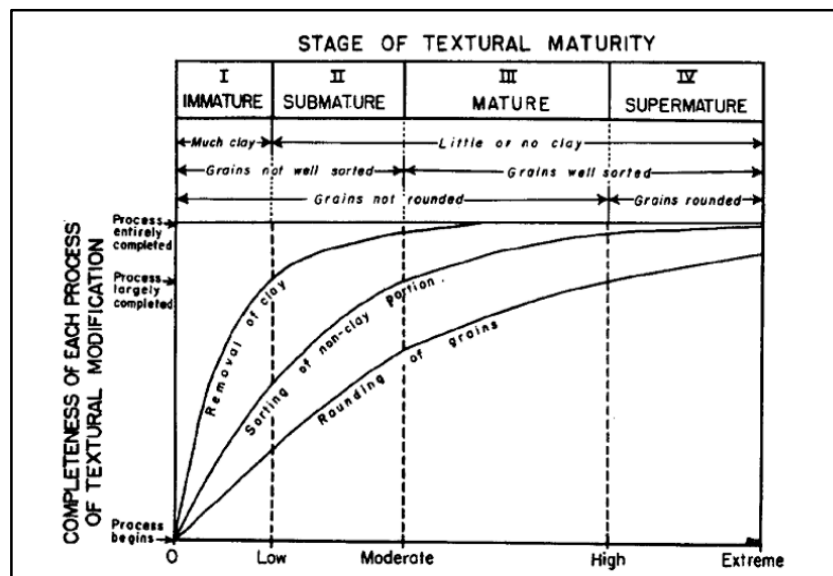 STAGE OF TEXTURAL MATURITY
I II III IV
IMMATURE SUBMATURE MATURE SUPERMATURE
Much clay Little or no clay
Grains not well sorted Grains well sorted
Grains not rounded Grains rounded
Process
entirely
completed
Process
largely
completed
Removal of clay
Sorting of non-clay portion.
Rounding of grains
COMPLETENESS OF EACH PROCESS
OF TEXTURAL MODIFICATION
Process
begins
O Low Moderate High Extreme